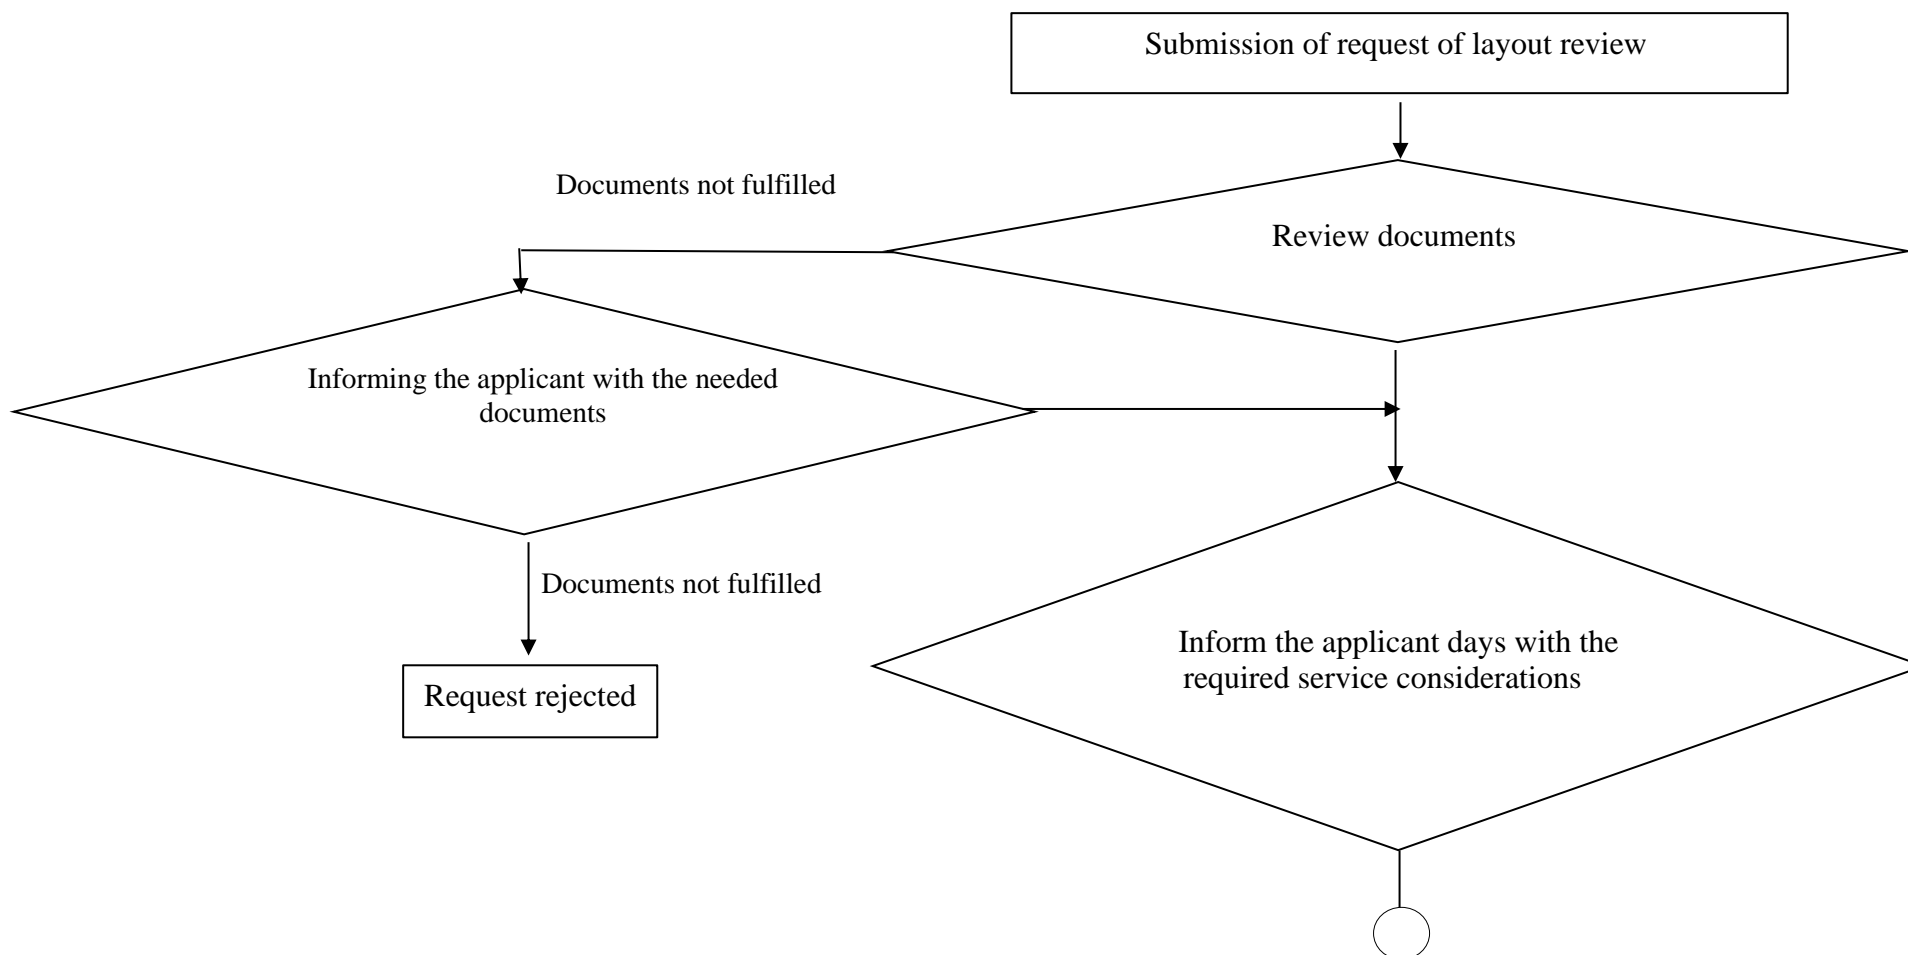 Submission of request of layout review
Documents not fulfilled
Review documents
Informing the applicant with the needed
documents
Documents not fulfilled
Inform the applicant days with the
required service considerations
Request rejected